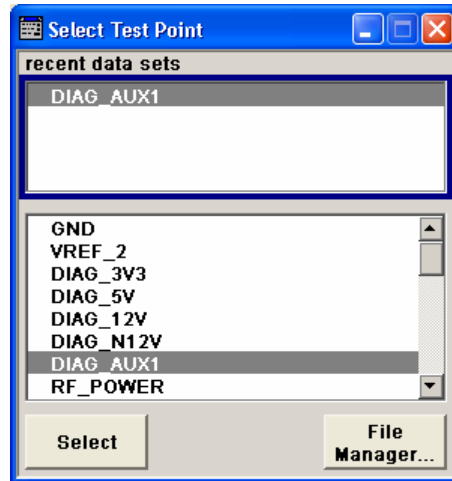 Select Test Point
recent data sets
DIAG_AUX1
GND
VREF_2
DIAG_3V3
DIAG_5V
DIAG_12V
DIAG_N12V
DIAG_AUX1
RF_POWER
Select
File
Manager...